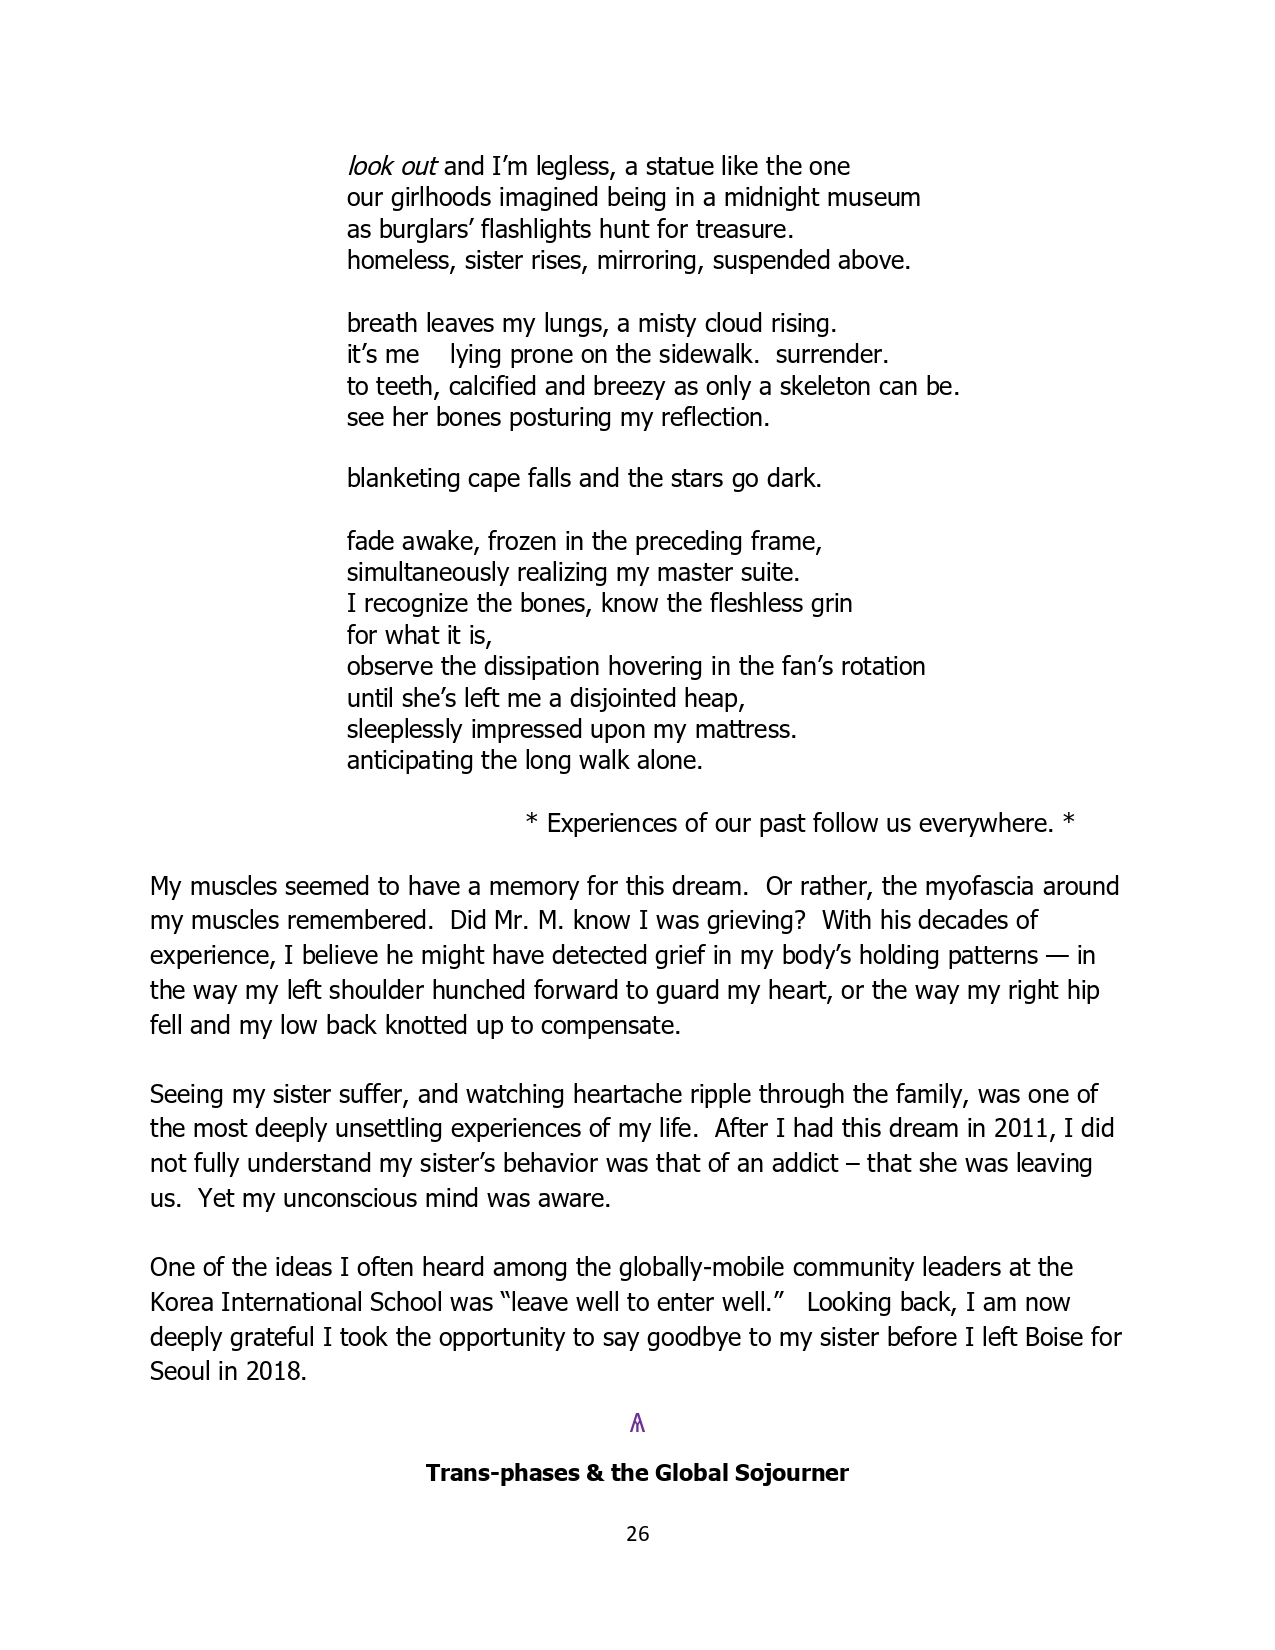 look out and I’m legless, a statue like the one
our girlhoods imagined being in a midnight museum
as burglars’ flashlights hunt for treasure.
homeless, sister rises, mirroring, suspended above.
breath leaves my lungs, a misty cloud rising.
it’s me    lying prone on the sidewalk.  surrender.
to teeth, calcified and breezy as only a skeleton can be.
see her bones posturing my reflection.
blanketing cape falls and the stars go dark.
fade awake, frozen in the preceding frame,
simultaneously realizing my master suite.
I recognize the bones, know the fleshless grin
for what it is,
observe the dissipation hovering in the fan’s rotation
until she’s left me a disjointed heap,
sleeplessly impressed upon my mattress.
anticipating the long walk alone.
* Experiences of our past follow us everywhere. *
My muscles seemed to have a memory for this dream.  Or rather, the myofascia around
my muscles remembered.  Did Mr. M. know I was grieving?  With his decades of
experience, I believe he might have detected grief in my body’s holding patterns — in
the way my left shoulder hunched forward to guard my heart, or the way my right hip
fell and my low back knotted up to compensate.
Seeing my sister suffer, and watching heartache ripple through the family, was one of
the most deeply unsettling experiences of my life.  After I had this dream in 2011, I did
not fully understand my sister’s behavior was that of an addict – that she was leaving
us.  Yet my unconscious mind was aware.
One of the ideas I often heard among the globally-mobile community leaders at the
Korea International School was “leave well to enter well.”   Looking back, I am now
deeply grateful I took the opportunity to say goodbye to my sister before I left Boise for
Seoul in 2018.
Trans-phases & the Global Sojourner
26